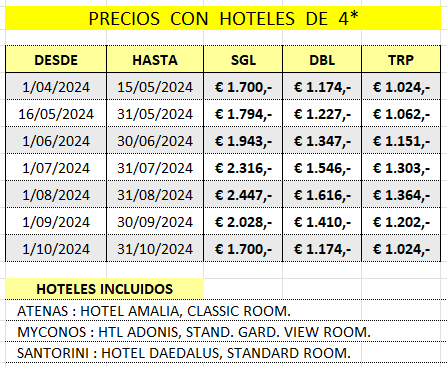 PRECIOS CON HOTELES DE 4*
DESDE HASTA SGL DBL TRP
1/04/2024 15/05/2024 € 1.700,- € 1.174,- € 1.024,-
16/05/2024 31/05/2024 € 1.794,- € 1.227,- € 1.062,-
1/06/2024 30/06/2024 € 1.943,- € 1.347,- € 1.151,-
1/07/2024 31/07/2024 € 2.316,- € 1.546,- € 1.303,-
1/08/2024 31/08/2024 € 2.447,- € 1.616,- € 1.364,-
1/09/2024 30/09/2024 € 2.028,- € 1.410,- € 1.202,-
1/10/2024 31/10/2024 € 1.700,- € 1.174,- € 1.024,-
HOTELES INCLUIDOS
ATENAS : HOTEL AMALIA, CLASSIC ROOM.
MYCONOS : HTL ADONIS, STAND. GARD. VIEW ROOM.
SANTORINI : HOTEL DAEDALUS, STANDARD ROOM.